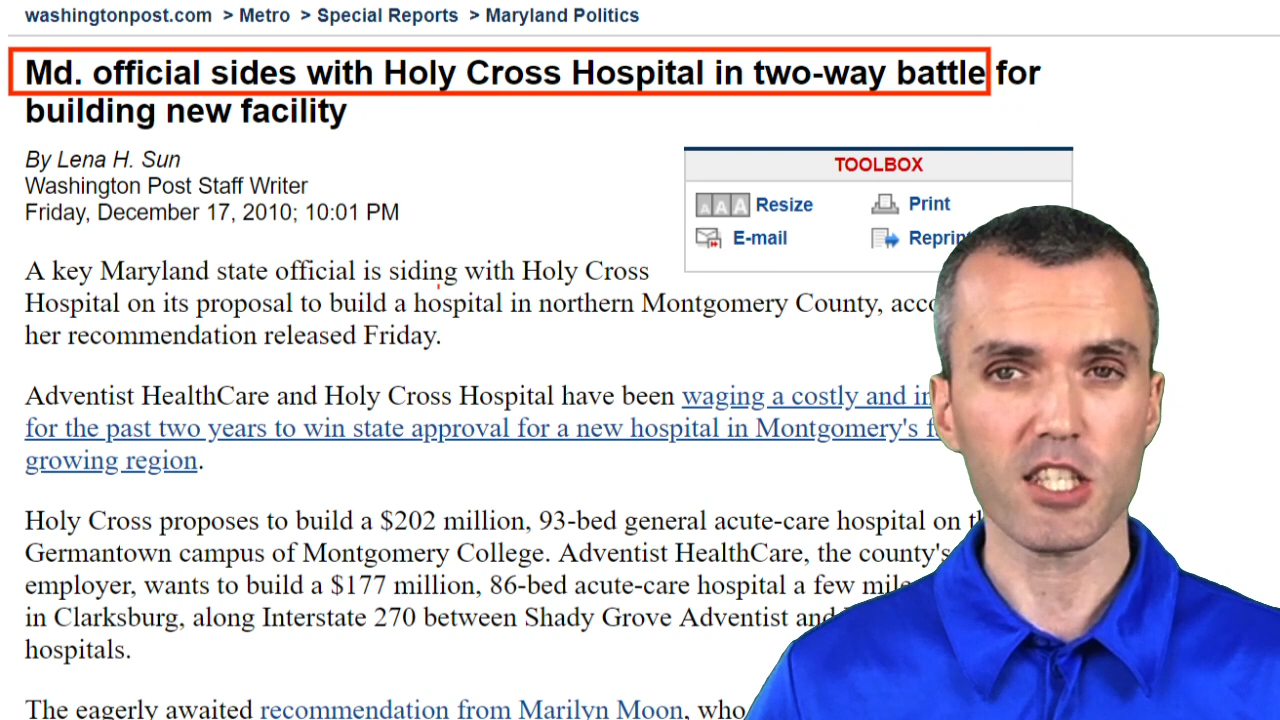 washingtonpost.com > Metro > Special Reports > Maryland Politics
Md. official sides with Holy Cross Hospital in two-way battle for
building new facility
By Lena H. Sun
Washington Post Staff Writer
Friday, December 17, 2010; 10:01 PM
TOOLBOX
AAA Resize Print
E-mail
A key Maryland state official is siding with Holy Cross
Hospital on its proposal to build a hospital in northern Montgomery County,
her recommendation released Friday.
Adventist HealthCare and Holy Cross Hospital have been waging a costly and
for the past two years to win state approval for a new hospital in Montgomery's
growing region.
Holy Cross proposes to build a $202 million, 93-bed general acute-care hospital on
Germantown campus of Montgomery College. Adventist HealthCare, the county's
employer, wants to build a $177 million, 86-bed acute-care hospital a few
in Clarksburg, along Interstate 270 between Shady Grove Adventist and
hospitals.
The eagerly awaited recommendation from Marilyn Moon, who